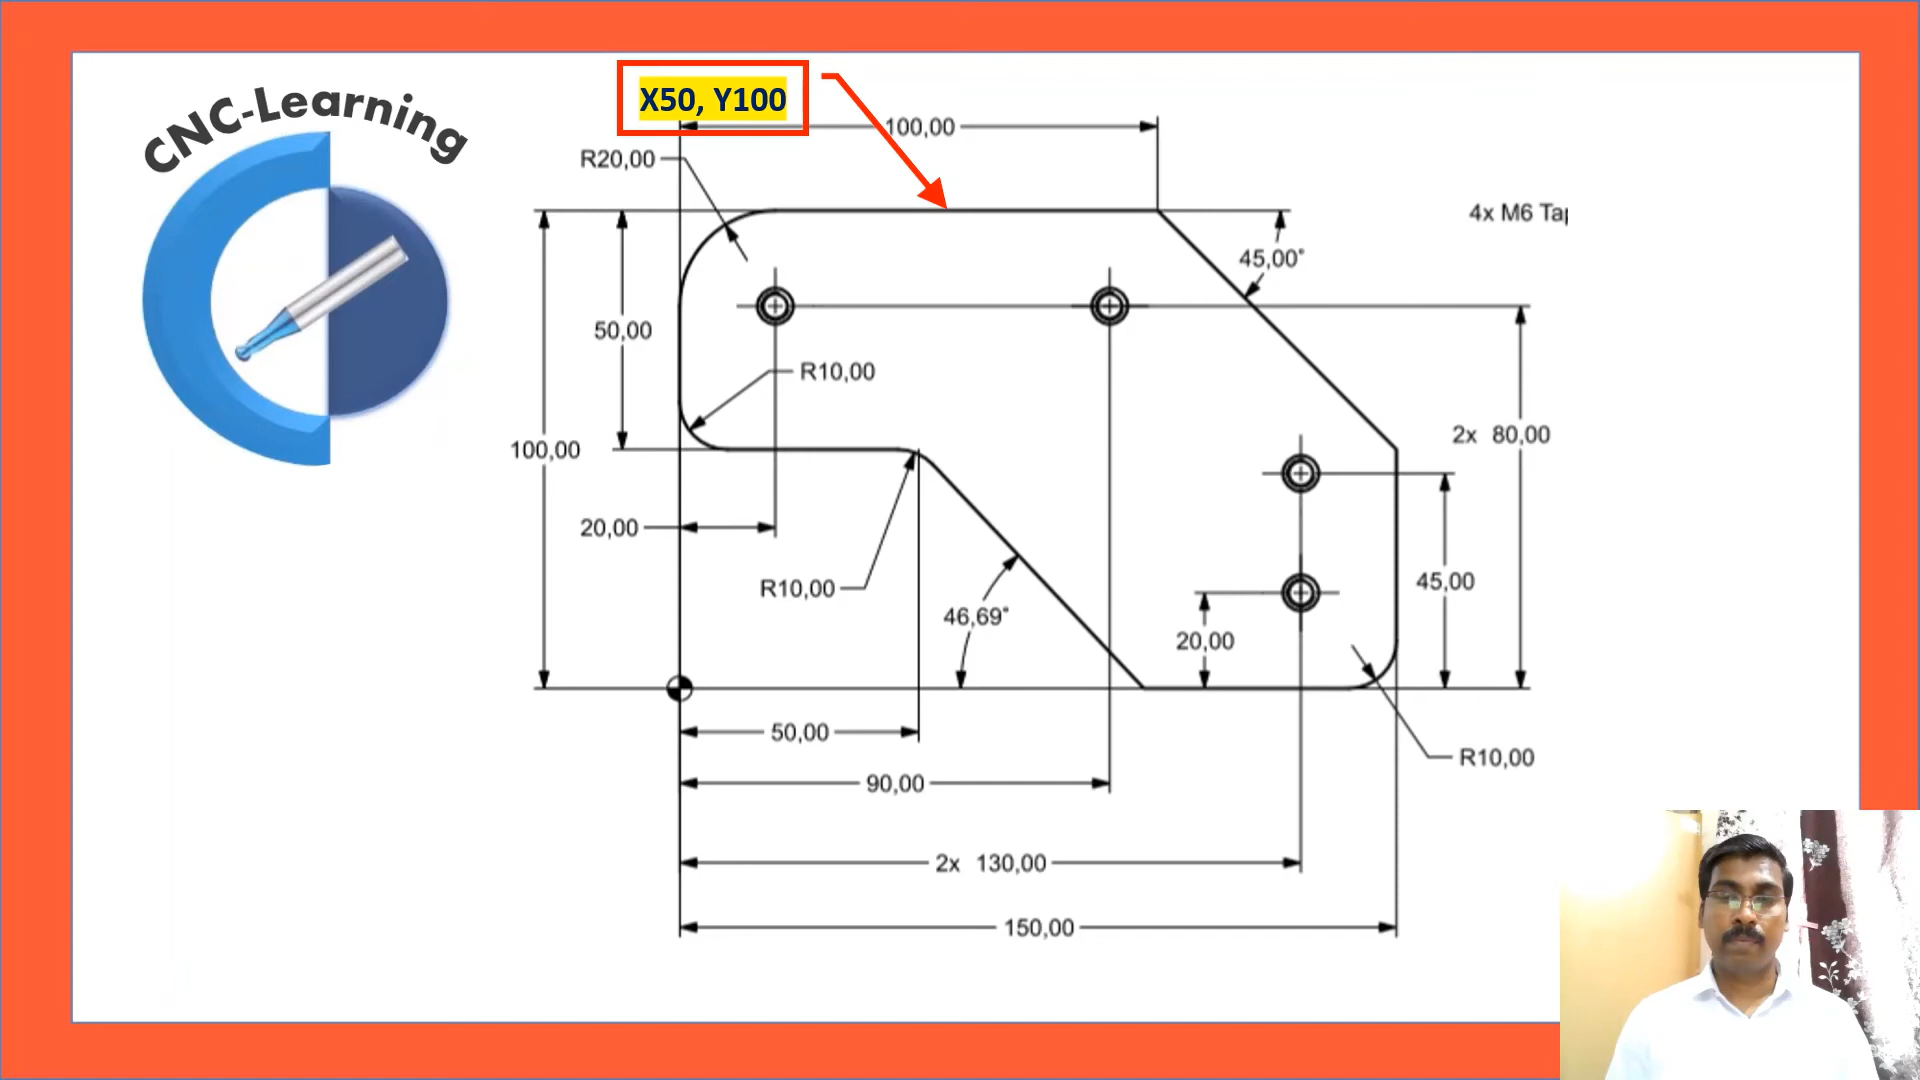 CNC-Learning
X50, Y100
100,00
R20,00
4x M6
45,00°
50,00
R10,00
2x 80,00
100,00
20,00
R10,00
46,69°
45,00
20,00
50,00
R10,00
90,00
2x 130,00
150,00